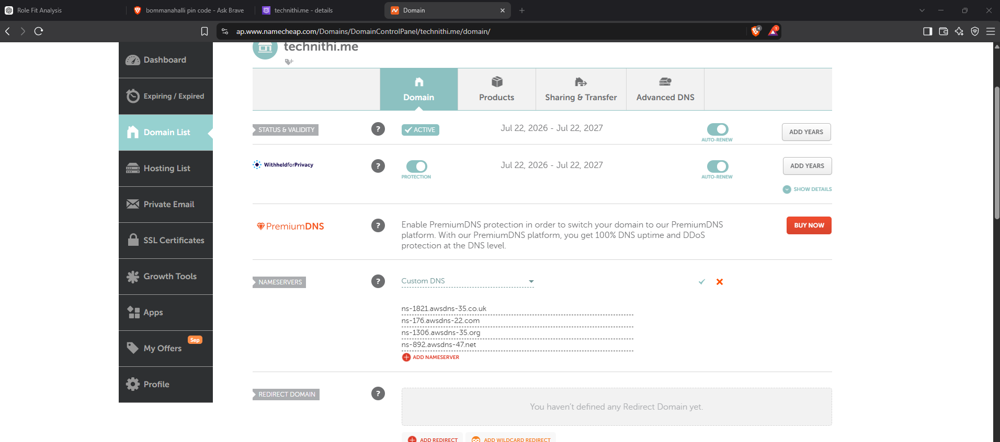 Role Fit Analysis
bommanahalli pin code - Ask Brave
technithi.me - details
Domain
ap.www.namecheap.com/Domains/DomainControlPanel/technithi.me/domain/
4
1
Dashboard
Expiring / Expired
Domain List
Hosting List
Private Email
SSL Certificates
Growth Tools
Apps
My Offers
Sep
Profile
technithi.me
Domain
Products
Sharing & Transfer
Advanced DNS
STATUS & VALIDITY
?
ACTIVE
Jul 22, 2026 - Jul 22, 2027
AUTO-RENEW
ADD YEARS
WithheldforPrivacy
?
PROTECTION
Jul 22, 2026 - Jul 22, 2027
AUTO-RENEW
ADD YEARS
SHOW DETAILS
PremiumDNS
?
Enable PremiumDNS protection in order to switch your domain to our PremiumDNS
platform. With our PremiumDNS platform, you get 100% DNS uptime and DDoS
protection at the DNS level.
BUY NOW
NAMESERVERS
?
Custom DNS
ns-1821.awsdns-35.co.uk
ns-176.awsdns-22.com
ns-1306.awsdns-35.org
ns-892.awsdns-47.net
ADD NAMESERVER
REDIRECT DOMAIN
?
You haven't defined any Redirect Domain yet.
ADD REDIRECT
ADD WILDCARD REDIRECT